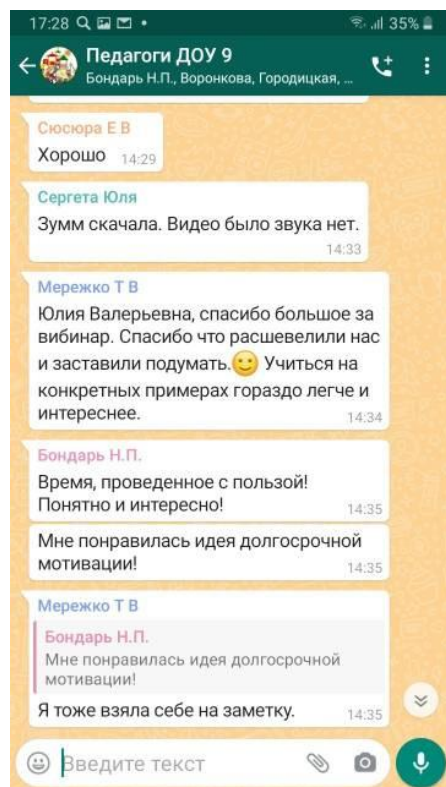 17:28 35%
Педагоги ДОУ 9
Бондарь Н.П., Воронкова, Городицкая, ...
Сюсюра Е В
Хорошо 14:29
Сергета Юля
Зумм скачала. Видео было звука нет.
14:33
Мережко Т В
Юлия Валерьевна, спасибо большое за
вибинар. Спасибо что расшевелили нас
и заставили подумать.🙂 Учиться на
конкретных примерах гораздо легче и
интереснее. 14:34
Бондарь Н.П.
Время, проведенное с пользой!
Понятно и интересно! 14:35
Мне понравилась идея долгосрочной
мотивации! 14:35
Мережко Т В
Бондарь Н.П.
Мне понравилась идея долгосрочной
мотивации!
Я тоже взяла себе на заметку. 14:35
Введите текст